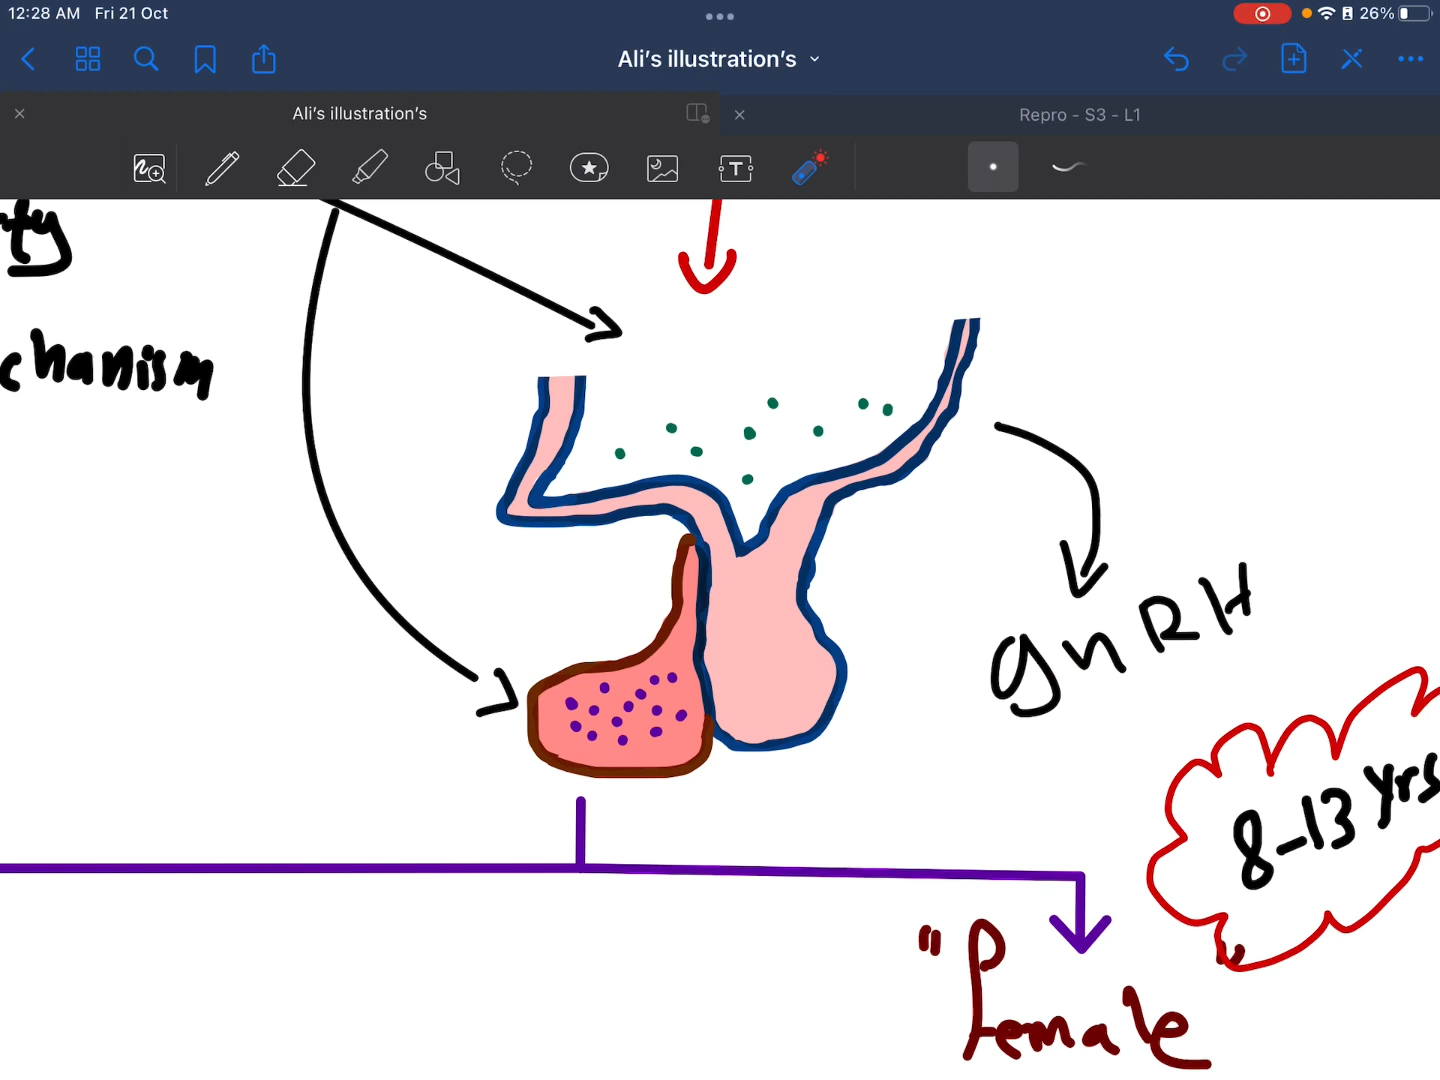 12:28 AM Fri 21 Oct
26%
Ali's illustration's
Ali's illustration's
Repro - S3 - L1
T
ty
chanism
gnRH
8-13 yrs
"female"